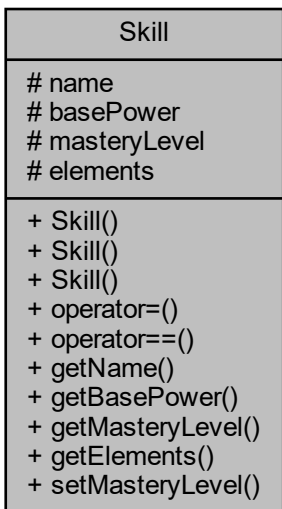 Skill
# name
# basePower
# masteryLevel
# elements
+ Skill()
+ Skill()
+ Skill()
+ operator=()
+ operator==()
+ getName()
+ getBasePower()
+ getMasteryLevel()
+ getElements()
+ setMasteryLevel()